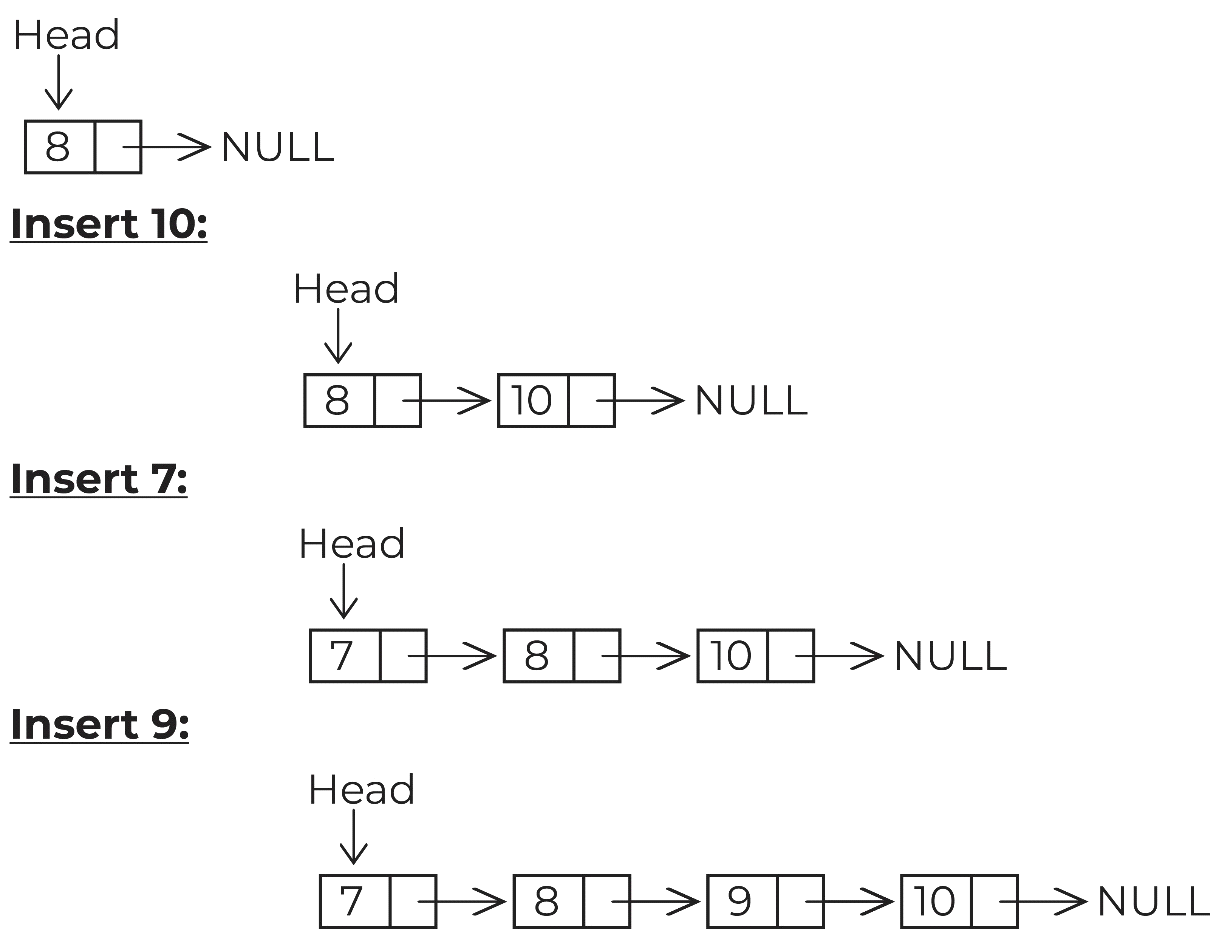 Head
8 NULL
Insert 10:
Head
8 10 NULL
Insert 7:
Head
7 8 10 NULL
Insert 9:
Head
7 8 9 10 NULL